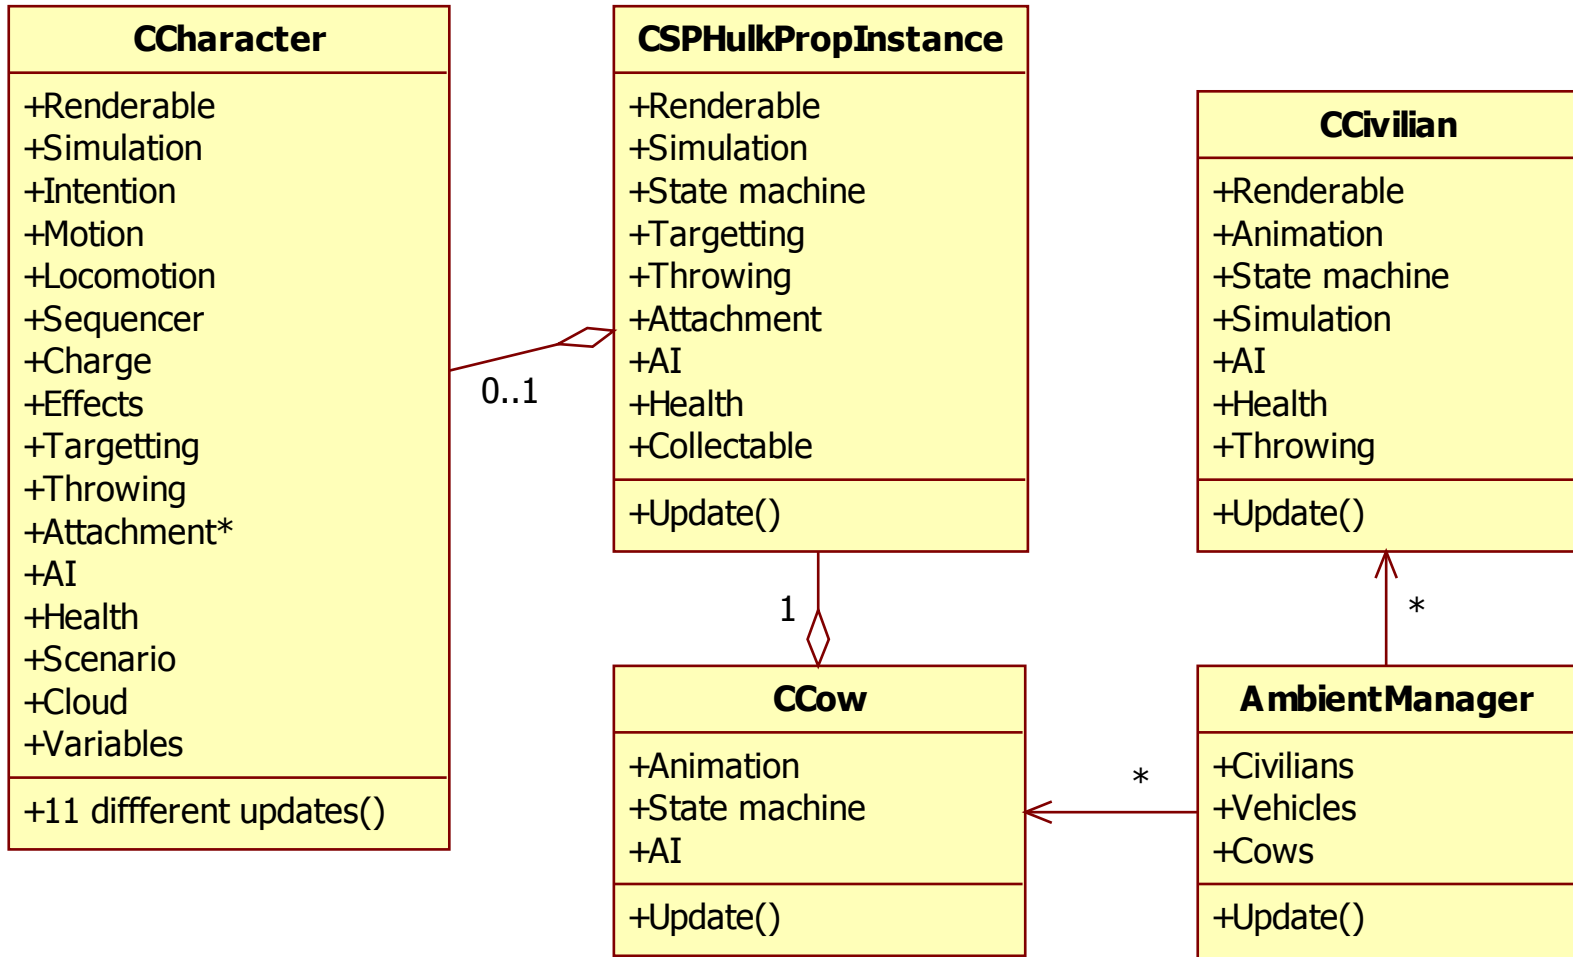 CCharacter
+Renderable
+Simulation
+Intention
+Motion
+Locomotion
+Sequencer
+Charge
+Effects
+Targetting
+Throwing
+Attachment*
+AI
+Health
+Scenario
+Cloud
+Variables
+11 diffferent updates()
0..1
CSPHulkPropInstance
+Renderable
+Simulation
+State machine
+Targetting
+Throwing
+Attachment
+AI
+Health
+Collectable
+Update()
1
CCow
+Animation
+State machine
+AI
+Update()
*
CCivilian
+Renderable
+Animation
+State machine
+Simulation
+AI
+Health
+Throwing
+Update()
*
AmbientManager
+Civilians
+Vehicles
+Cows
+Update()